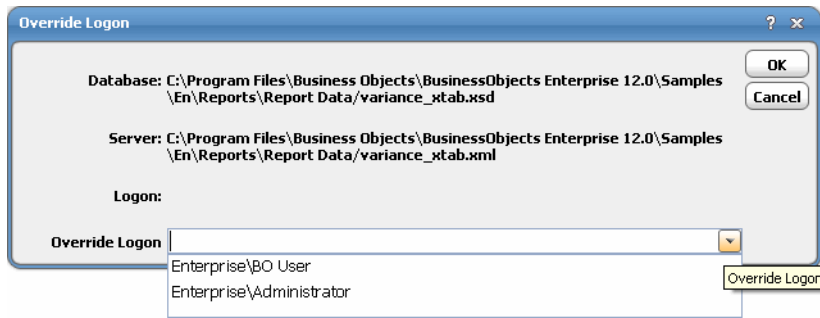 Override Logon ? x
OK
Database: C:\Program Files\Business Objects\BusinessObjects Enterprise 12.0\Samples
\En\Reports\Report Data/variance_xtab.xsd
Cancel
Server: C:\Program Files\Business Objects\BusinessObjects Enterprise 12.0\Samples
\En\Reports\Report Data/variance_xtab.xml
Logon:
Override Logon
Enterprise\BO User
Override Logon
Enterprise\Administrator